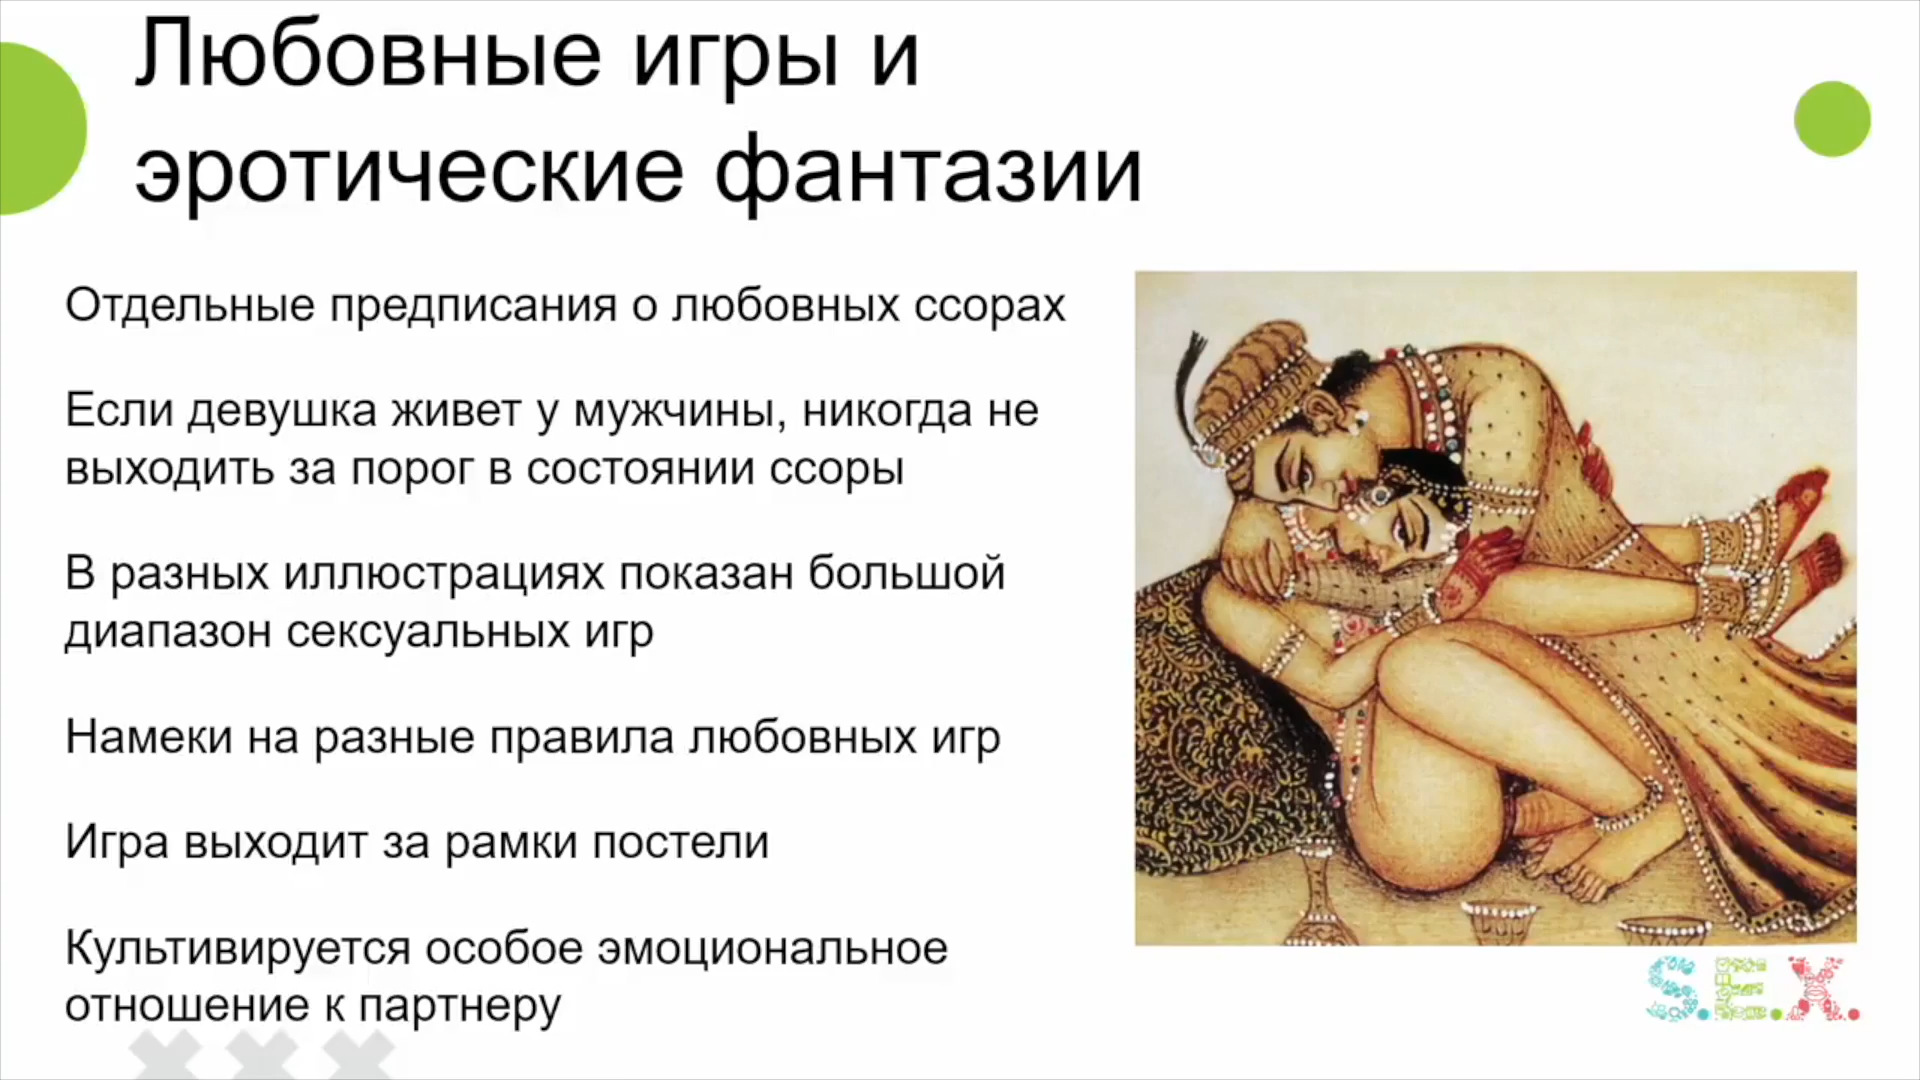 Любовные игры и
эротические фантазии
Отдельные предписания о любовных ссорах
Если девушка живет у мужчины, никогда не
выходить за порог в состоянии ссоры
В разных иллюстрациях показан большой
диапазон сексуальных игр
Намеки на разные правила любовных игр
Игра выходит за рамки постели
Культивируется особое эмоциональное
отношение к партнеру
S.E.X.